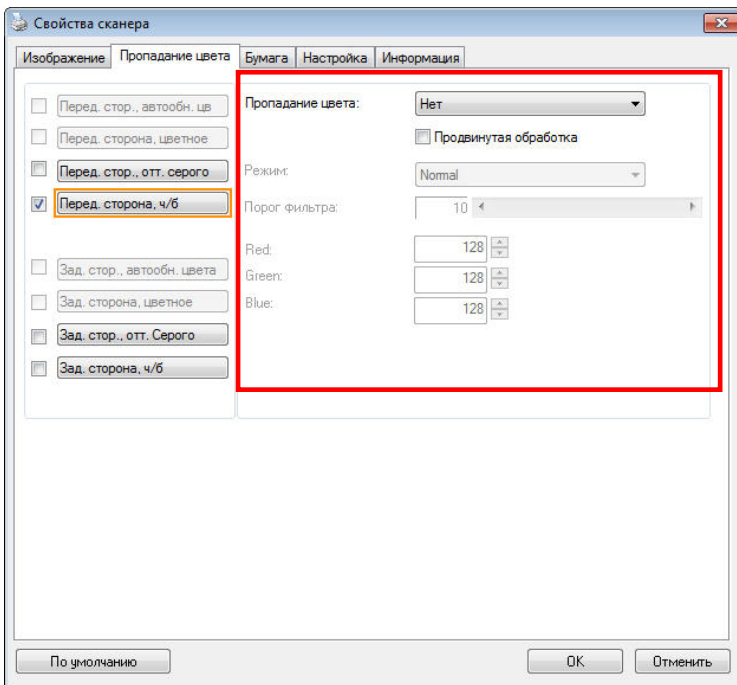 Свойства сканера
Изображение Пропадание цвета Бумага Настройка Информация
Перед. стор., автообн. цв
Перед. сторона, цветное
Перед. стор., отт. серого
Перед. сторона, ч/б
Зад. стор., автообн. цвета
Зад. сторона, цветное
Зад. стор., отт. Серого
Зад. сторона, ч/б
Пропадание цвета: Нет
Продвинутая обработка
Режим: Normal
Порог фильтра: 10
Red: 128
Green: 128
Blue: 128
По умолчанию OK Отменить